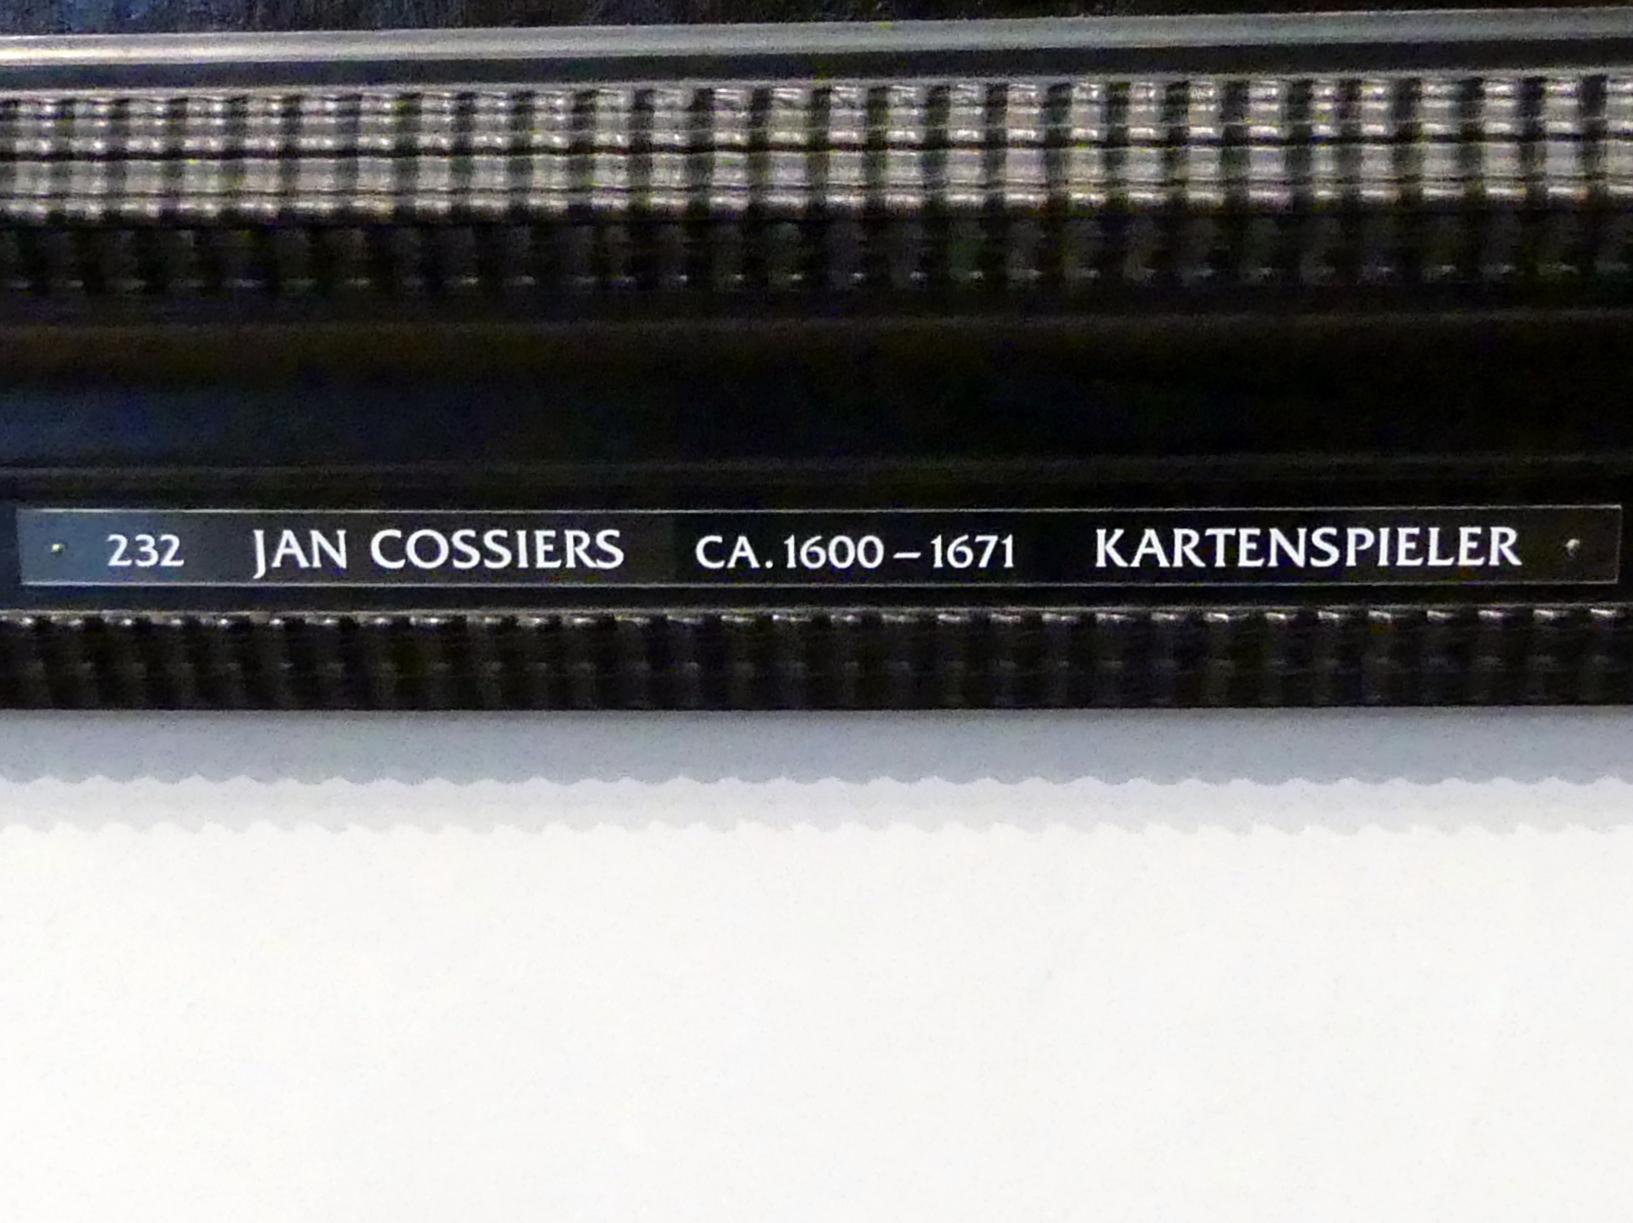 232 JAN COSSIERS CA. 1600 – 1671 KARTENSPIELER